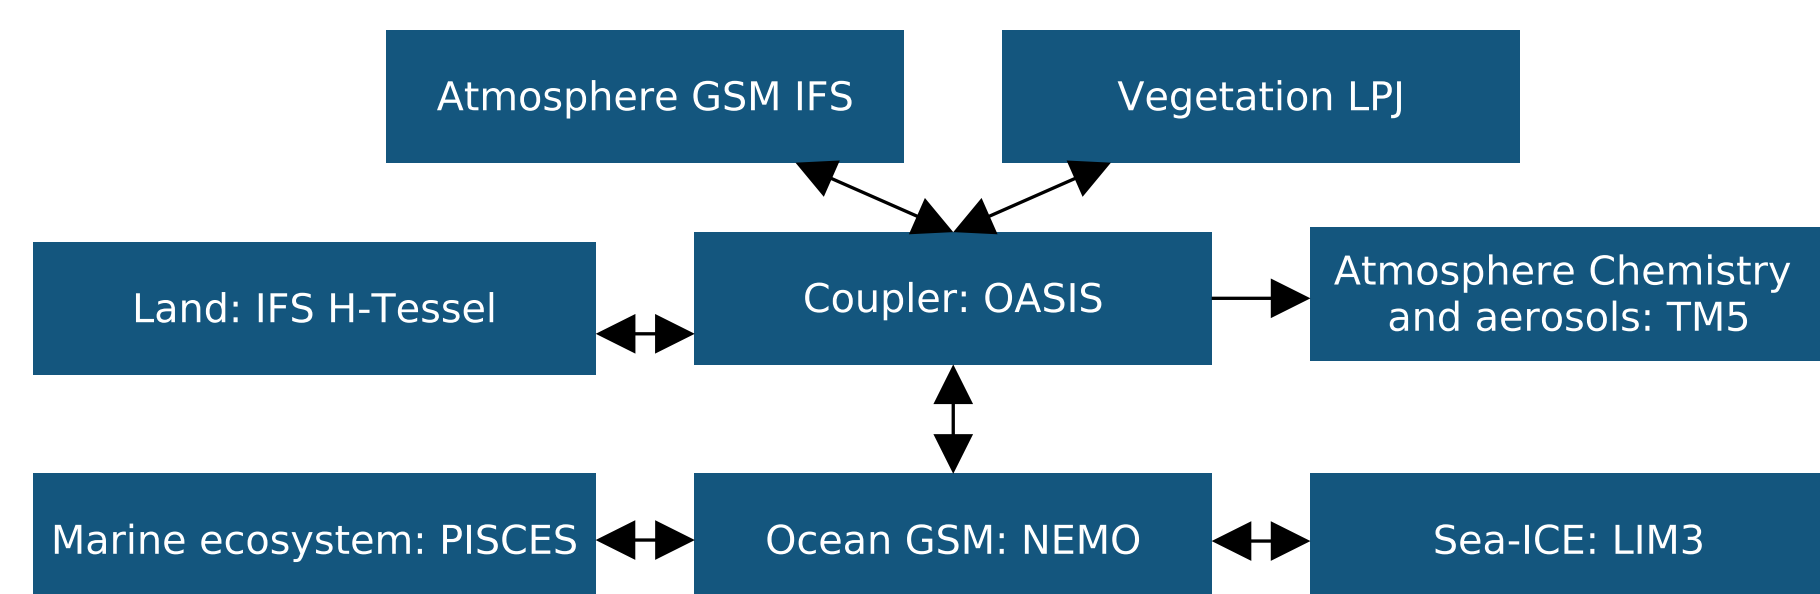 Atmosphere GSM IFS
Vegetation LPJ
Land: IFS H-Tessel
Coupler: OASIS
Atmosphere Chemistry
and aerosols: TM5
Marine ecosystem: PISCES
Ocean GSM: NEMO
Sea-ICE: LIM3